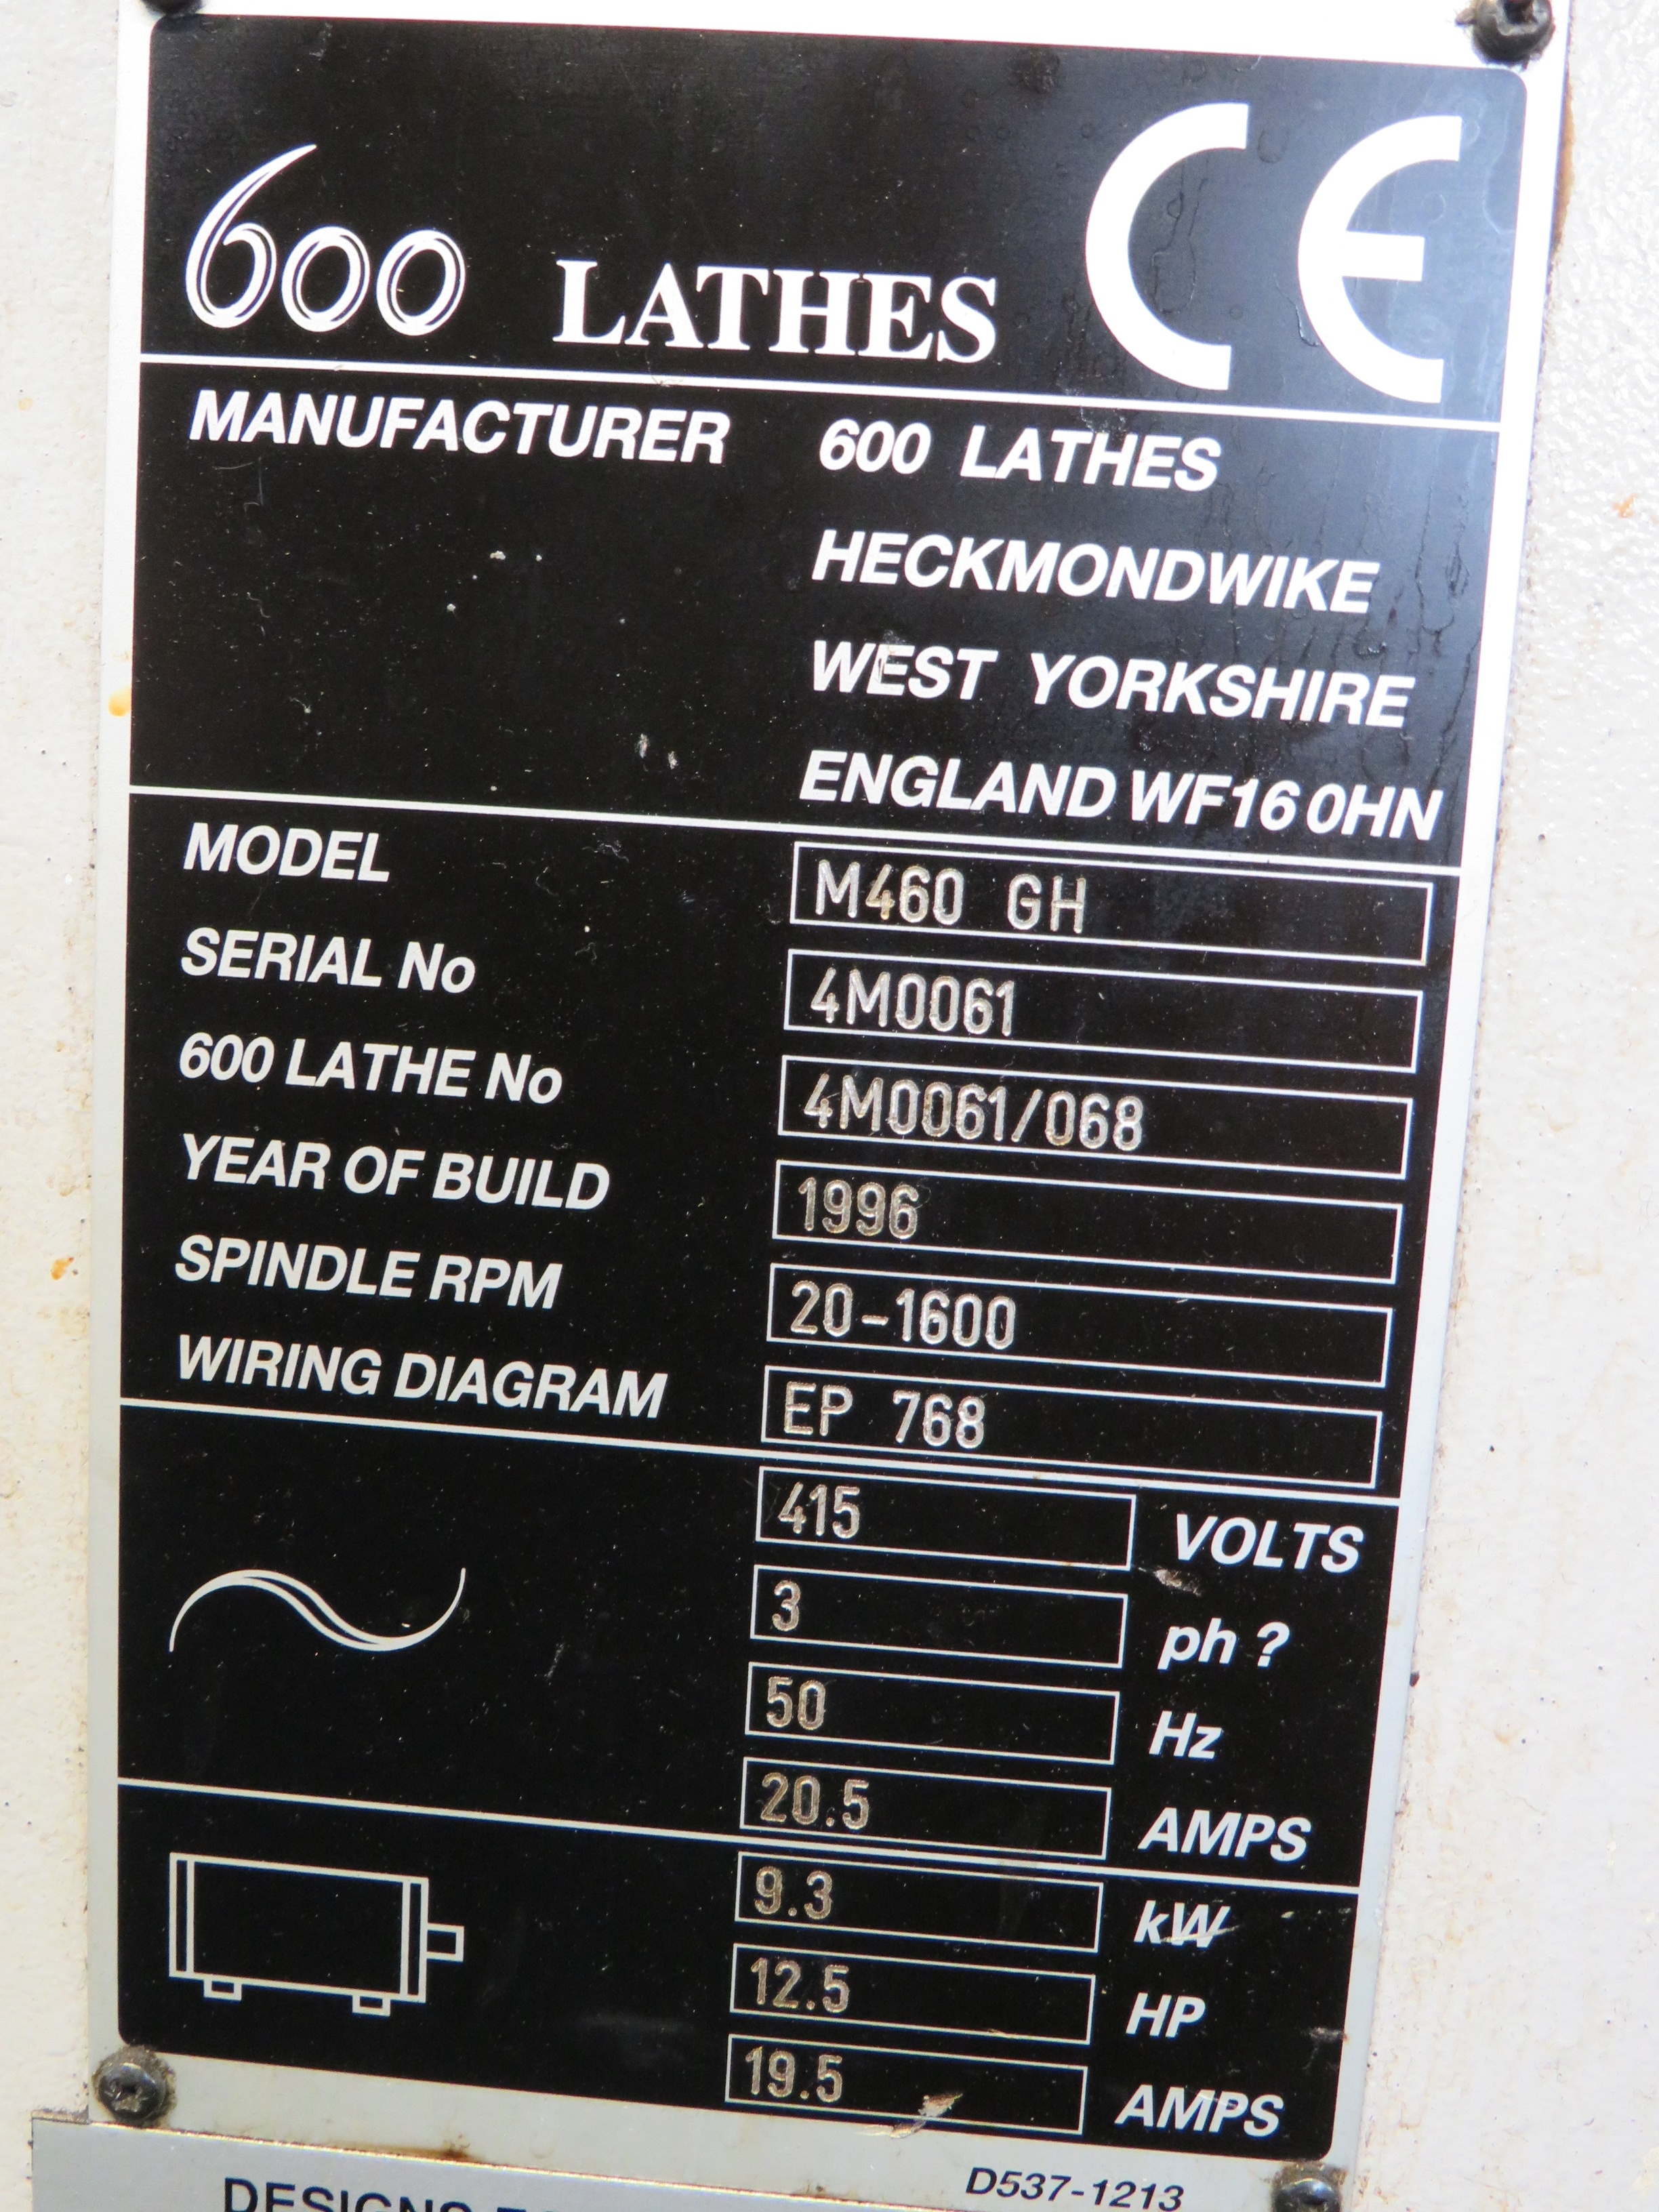 600 LATHES CE
MANUFACTURER 600 LATHES
HECKMONDWIKE
WEST YORKSHIRE
ENGLAND WF16 0HN
MODEL M460 GH
SERIAL No 4M0061
600 LATHE No 4M0061/068
YEAR OF BUILD 1996
SPINDLE RPM 20-1600
WIRING DIAGRAM EP 768
415 VOLTS
3 ph ?
50 Hz
20.5 AMPS
9.3 kW
12.5 HP
19.5 AMPS
D537-1213
DESIGNS